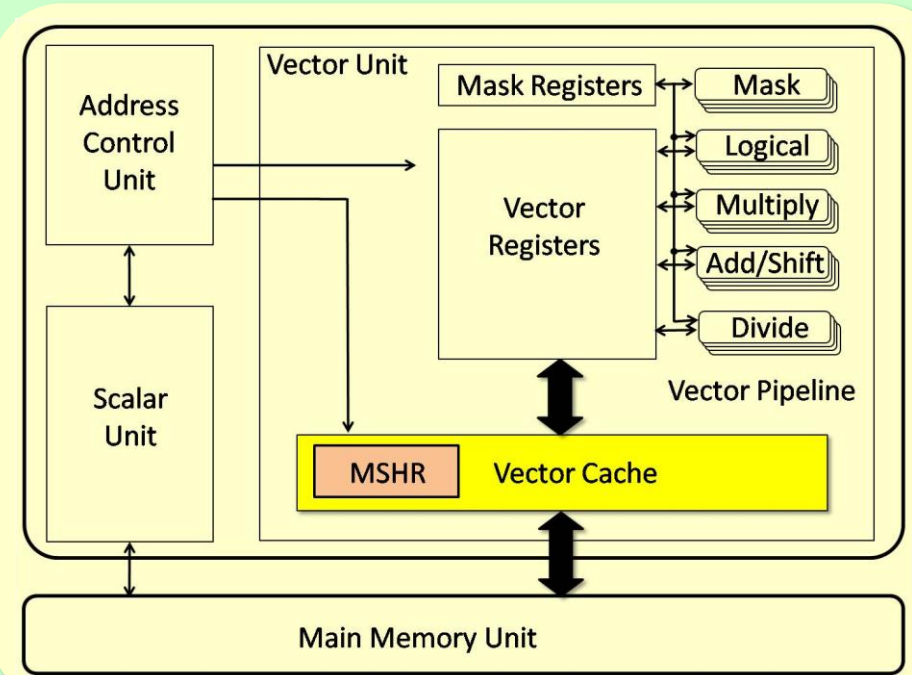 Vector Unit
Address
Control
Unit
Mask Registers
Mask
Logical
Multiply
Add/Shift
Divide
Vector
Registers
Vector Pipeline
Scalar
Unit
MSHR
Vector Cache
Main Memory Unit